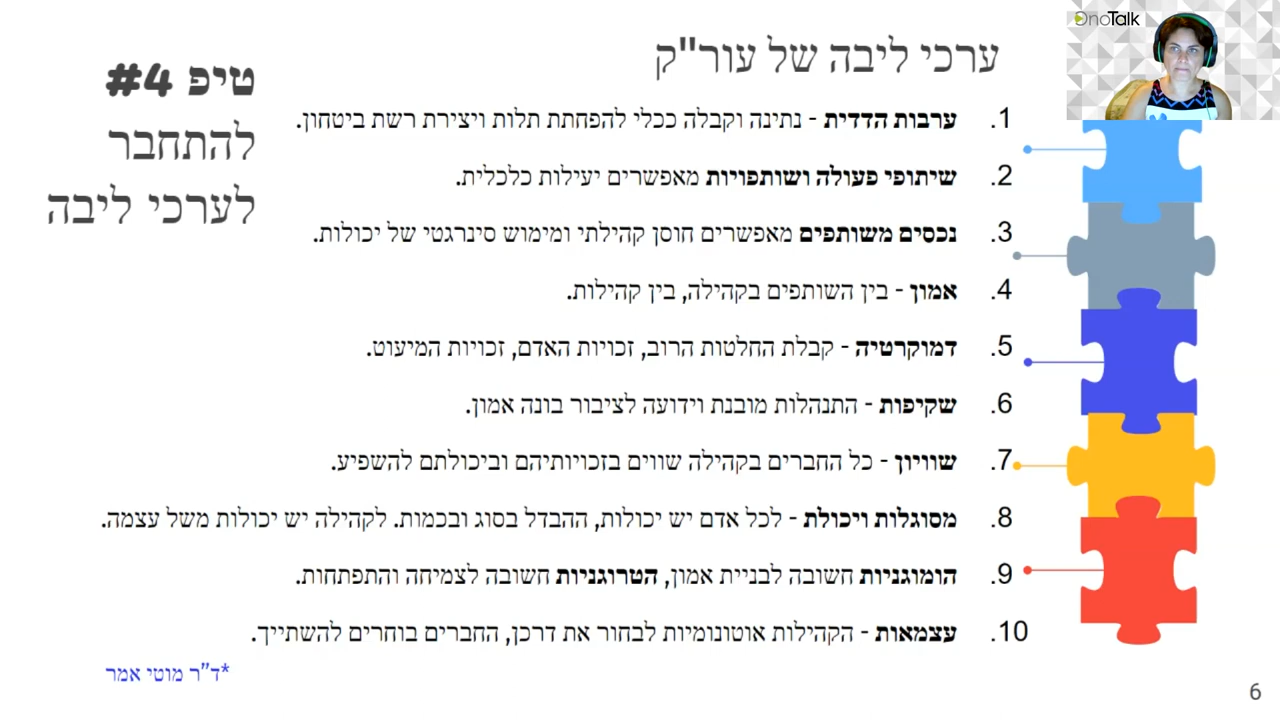 OnoTalk
ערכי ליבה של עור"ק
טיפ 4#
להתחבר
לערכי ליבה
1. ערבות הדדית - נתינה וקבלה ככלי להפחתת תלות ויצירת רשת ביטחון.
2. שיתופי פעולה ושותפויות מאפשרים יעילות כלכלית.
3. נכסים משותפים מאפשרים חוסן קהילתי ומימוש סינרגטי של יכולות.
4. אמון - בין השותפים בקהילה, בין קהילות.
5. דמוקרטיה - קבלת החלטות הרוב, זכויות האדם, זכויות המיעוט.
6. שקיפות - התנהלות מובנת וידועה לציבור בונה אמון.
7. שוויון - כל החברים בקהילה שווים בזכויותיהם וביכולתם להשפיע.
8. מסוגלות ויכולת - לכל אדם יש יכולות, ההבדל בסוג ובכמות. לקהילה יש יכולות משל עצמה.
9. הומוגניות חשובה לבניית אמון, הטרוגניות חשובה לצמיחה והתפתחות.
10. עצמאות - הקהילות אוטונומיות לבחור את דרכן, החברים בוחרים להשתייך.
*ד"ר מוטי אמר
6